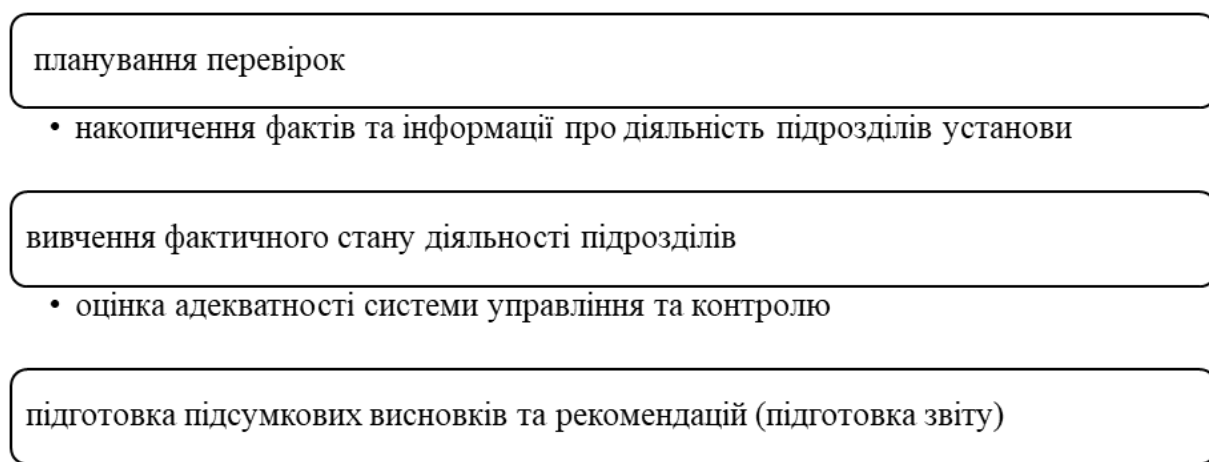 планування перевірок
• накопичення фактів та інформації про діяльність підрозділів установи
вивчення фактичного стану діяльності підрозділів
• оцінка адекватності системи управління та контролю
підготовка підсумкових висновків та рекомендацій (підготовка звіту)